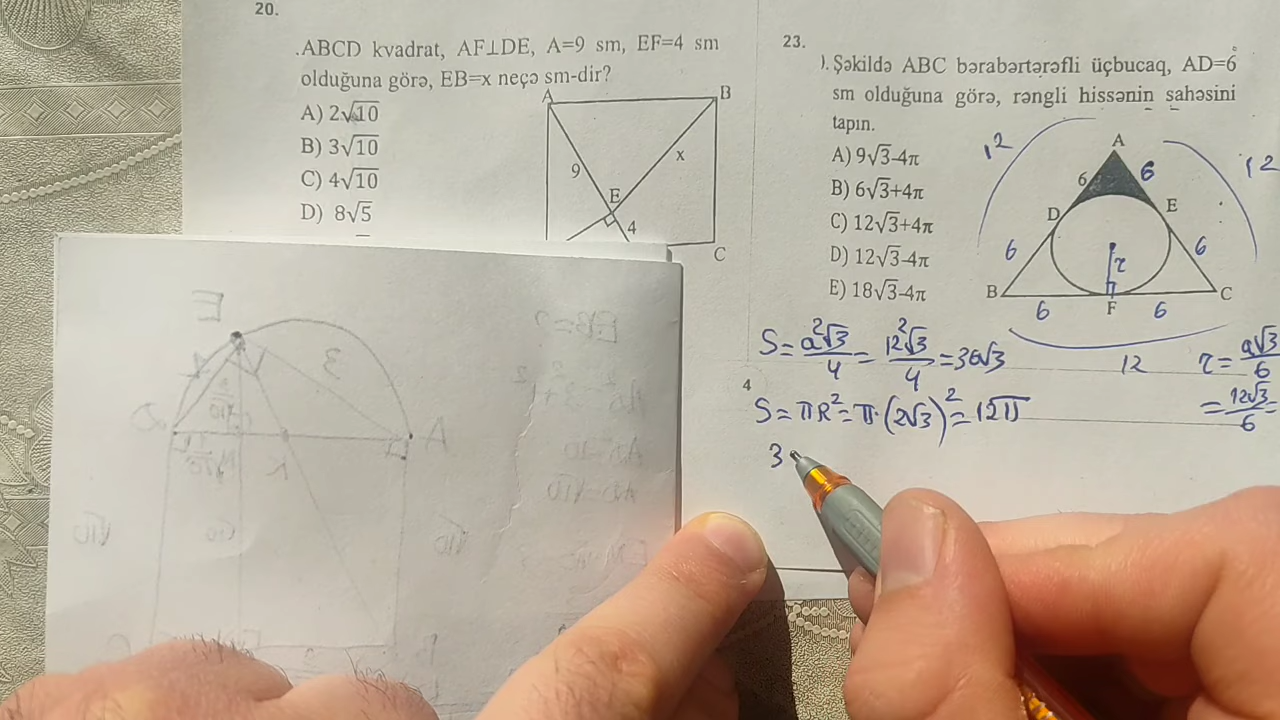 20.
.ABCD kvadrat, AF⊥DE, A=9 sm, EF=4 sm
olduğuna görə, EB=x neçə sm-dir?
A) 2√10
B) 3√10
C) 4√10
D) 8√5
A
B
9
x
E
4
C
23.
). Şəkildə ABC bərabərtərəfli üçbucaq, AD=6
sm olduğuna görə, rəngli hissənin sahəsini
tapın.
A) 9√3-4π
B) 6√3+4π
C) 12√3+4π
D) 12√3-4π
E) 18√3-4π
12
A
12
6
6
D
E
6
r
6
B
F
C
6
6
12
S=a²√3/4=12²√3/4=36√3
r=a√3/6
=12√3/6=
4
S=πR²=π·(2√3)²=12π
3